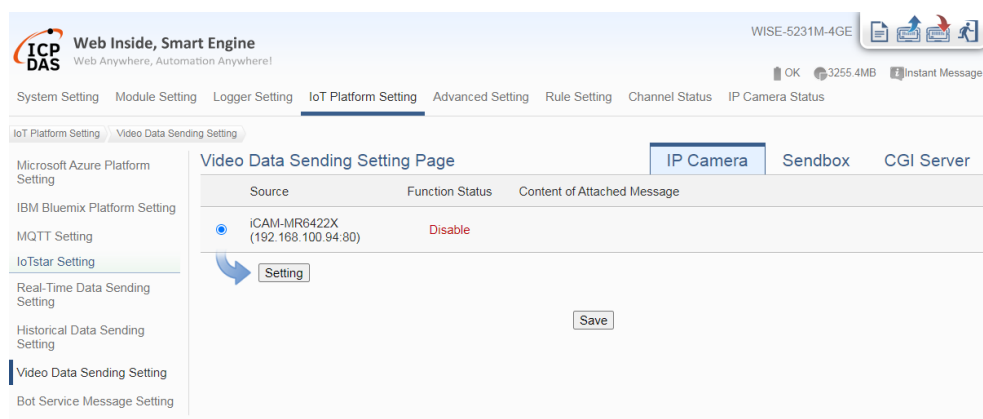 ICP DAS
Web Inside, Smart Engine
Web Anywhere, Automation Anywhere!
WISE-5231M-4GE
OK 3255.4MB Instant Message
System Setting Module Setting Logger Setting IoT Platform Setting Advanced Setting Rule Setting Channel Status IP Camera Status
IoT Platform Setting Video Data Sending Setting
Microsoft Azure Platform
Setting
IBM Bluemix Platform Setting
MQTT Setting
IoTstar Setting
Real-Time Data Sending
Setting
Historical Data Sending
Setting
Video Data Sending Setting
Bot Service Message Setting
Video Data Sending Setting Page
IP Camera Sendbox CGI Server
Source Function Status Content of Attached Message
iCAM-MR6422X
(192.168.100.94:80)
Disable
Setting
Save